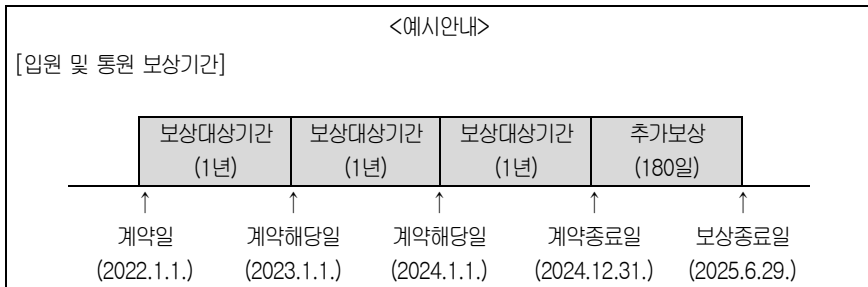 <예시안내>
[입원 및 통원 보상기간]
보상대상기간 보상대상기간 보상대상기간 추가보상
(1년) (1년) (1년) (180일)
↑ ↑ ↑ ↑ ↑
계약일 계약해당일 계약해당일 계약종료일 보상종료일
(2022.1.1.) (2023.1.1.) (2024.1.1.) (2024.12.31.) (2025.6.29.)